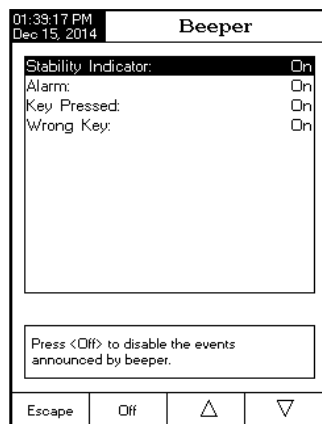 01:39:17 PM
Dec 15, 2014
Beeper
Stability Indicator: On
Alarm: On
Key Pressed: On
Wrong Key: On
Press <Off> to disable the events
announced by beeper.
Escape Off △ ▽